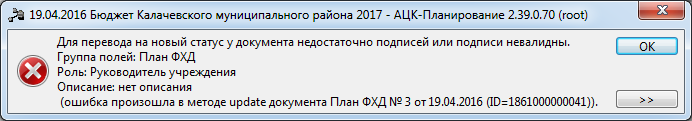 19.04.2016 Бюджет Калачевского муниципального района 2017 - АЦК-Планирование 2.39.0.70 (root)
Для перевода на новый статус у документа недостаточно подписей или подписи невалидны.
Группа полей: План ФХД
Роль: Руководитель учреждения
Описание: нет описания
(ошибка произошла в методе update документа План ФХД № 3 от 19.04.2016 (ID=1861000000041)).
OK
>>